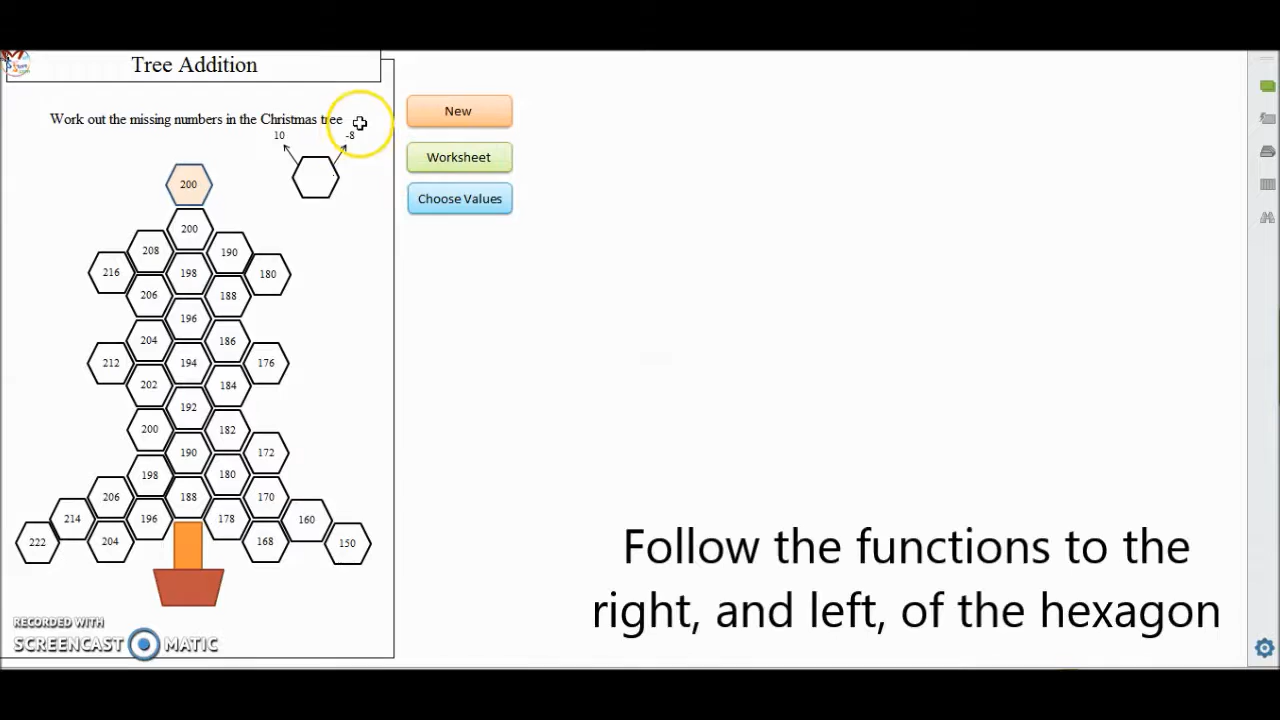 Tree Addition
Work out the missing numbers in the Christmas tree
10 -8
New
Worksheet
Choose Values
200
200
208 190
216 198 180
206 188
196
204 186
212 194 176
202 184
192
200 182
190 172
198 180
206 188 170
214 196 178 160
222 204 168 150
Follow the functions to the
right, and left, of the hexagon
RECORDED WITH
SCREENCAST MATIC